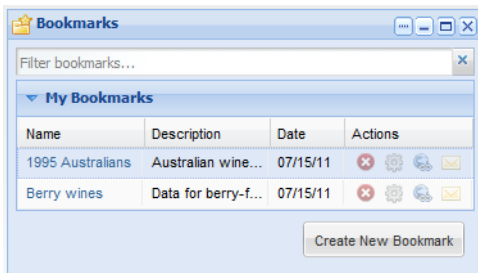 Bookmarks
Filter bookmarks...
My Bookmarks
Name Description Date Actions
1995 Australians Australian wine... 07/15/11
Berry wines Data for berry-f... 07/15/11
Create New Bookmark